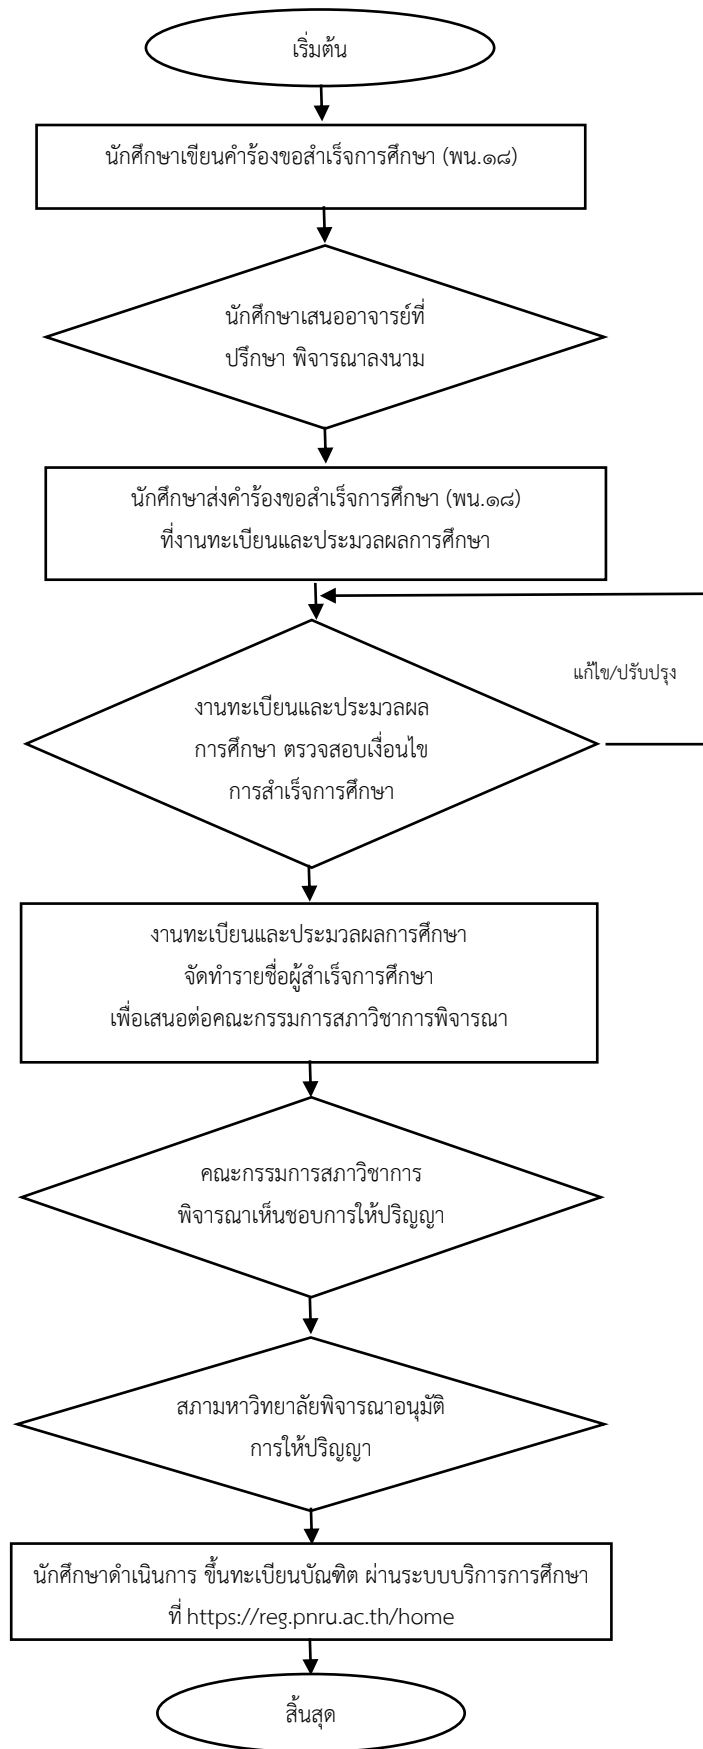 เริ่มต้น
นักศึกษาเขียนคำร้องขอสำเร็จการศึกษา (พน.๑๘)
นักศึกษาเสนออาจารย์ที่
ปรึกษา พิจารณาลงนาม
นักศึกษาส่งคำร้องขอสำเร็จการศึกษา (พน.๑๘)
ที่งานทะเบียนและประมวลผลการศึกษา
แก้ไข/ปรับปรุง
งานทะเบียนและประมวลผล
การศึกษา ตรวจสอบเงื่อนไข
การสำเร็จการศึกษา
งานทะเบียนและประมวลผลการศึกษา
จัดทำรายชื่อผู้สำเร็จการศึกษา
เพื่อเสนอต่อคณะกรรมการสภาวิชาการพิจารณา
คณะกรรมการสภาวิชาการ
พิจารณาเห็นชอบการให้ปริญญา
สภามหาวิทยาลัยพิจารณาอนุมัติ
การให้ปริญญา
นักศึกษาดำเนินการ ขึ้นทะเบียนบัณฑิต ผ่านระบบบริการการศึกษา
ที่ https://reg.pnru.ac.th/home
สิ้นสุด